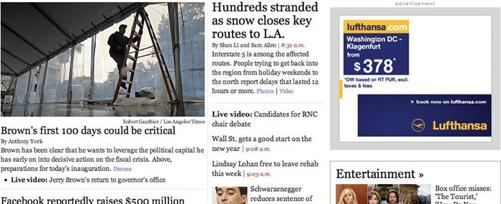 Robert Gauthier / Los Angeles Times
Brown's first 100 days could be critical
By Anthony York
Brown has been clear that he wants to leverage the political capital he
has early on into decisive action on the fiscal crisis. Above,
preparations for today's inauguration. Discuss
• Live video: Jerry Brown's return to governor's office
Facebook reportedly raises $500 million
Hundreds stranded
as snow closes key
routes to L.A.
By Shan Li and Sam Allen | 8:31 a.m.
Interstate 5 is among the affected
routes. People trying to get back into
the region from holiday weekends to
the north report delays that lasted 12
hours or more. Photos | Video
Live video: Candidates for RNC
chair debate
Wall St. gets a good start on the
new year | 9:08 a.m.
Lindsay Lohan free to leave rehab
this week | 9:03 a.m.
Schwarzenegger
reduces sentence of
advertisement
lufthansa.com
Washington DC -
Klagenfurt
from
$378*
*OW based on RT PUR, excl.
taxes & fees
▸ book now on lufthansa.com
Lufthansa
Entertainment »
Box office misses:
'The Tourist,'